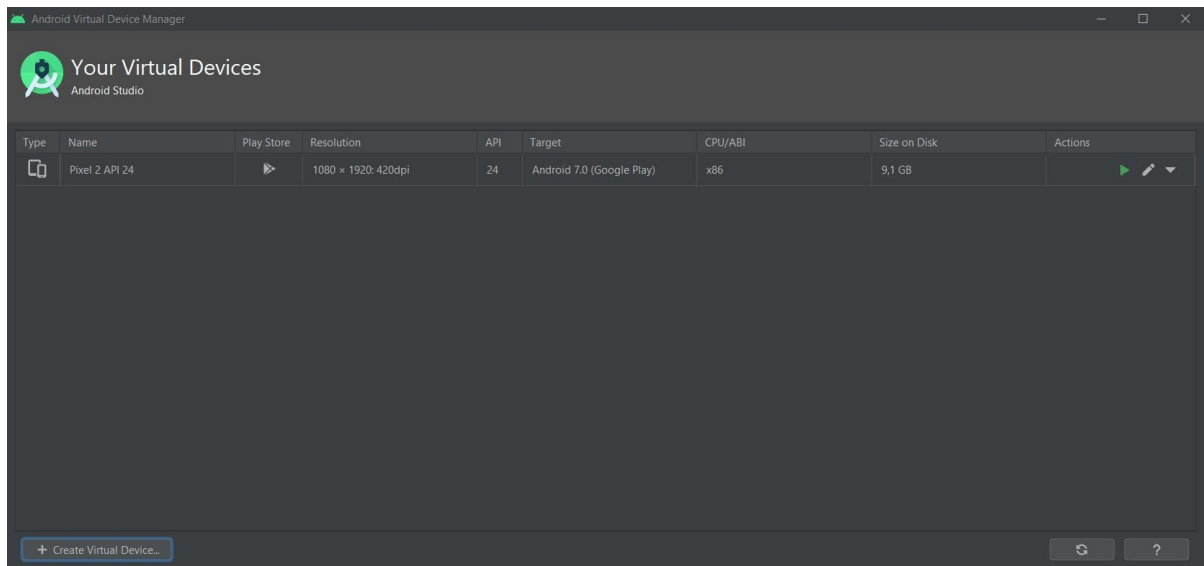 Android Virtual Device Manager
Your Virtual Devices
Android Studio
Type Name Play Store Resolution API Target CPU/ABI Size on Disk Actions
Pixel 2 API 24 1080 × 1920: 420dpi 24 Android 7.0 (Google Play) x86 9,1 GB
+ Create Virtual Device... ?